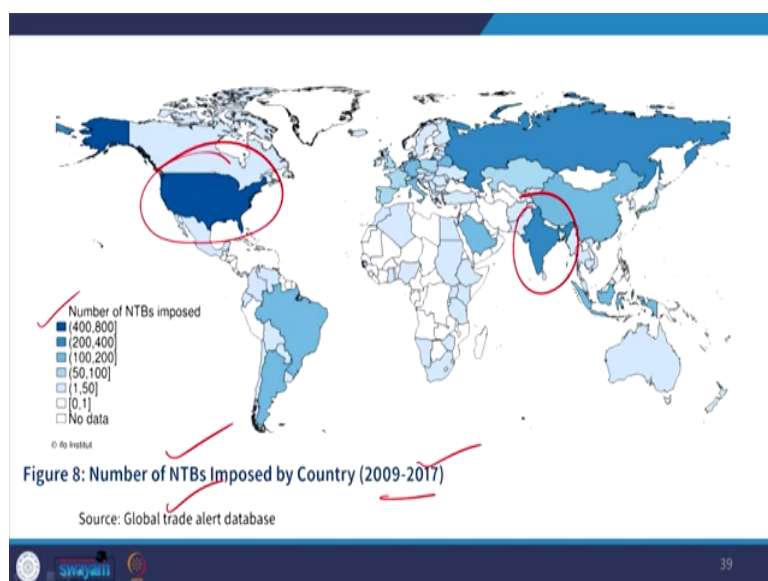 Number of NTBs imposed
(400,800]
(200,400]
(100,200]
(50,100]
(1,50]
[0,1]
No data
© ifo Institut
Figure 8: Number of NTBs Imposed by Country (2009-2017)
Source: Global trade alert database
swayam
39